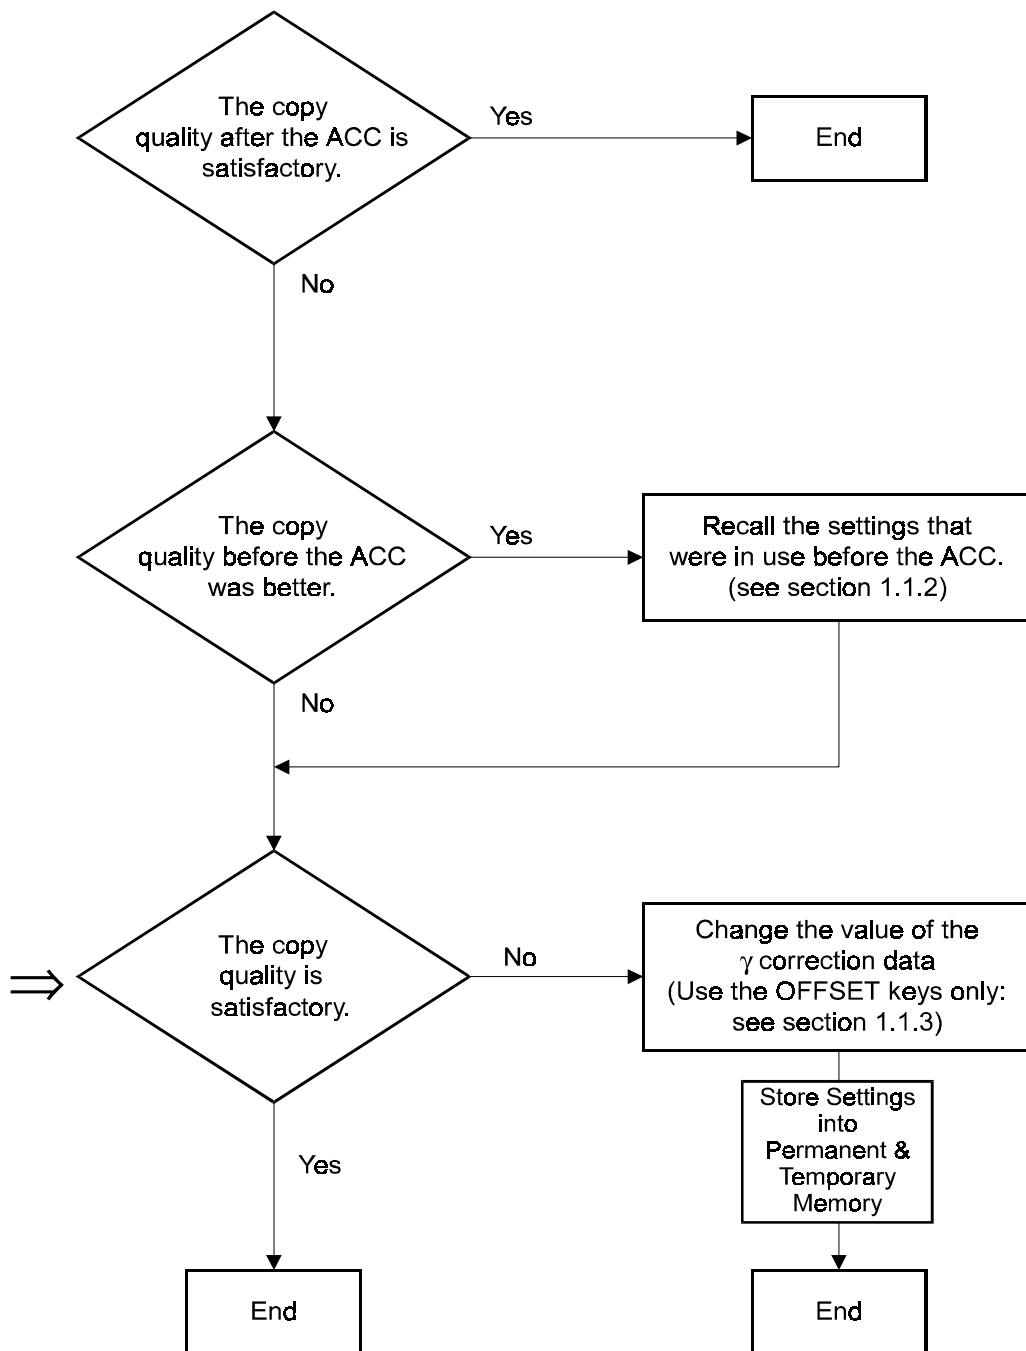 The copy
quality after the ACC is
satisfactory.
Yes
End
No
The copy
quality before the ACC
was better.
Yes
Recall the settings that
were in use before the ACC.
(see section 1.1.2)
No
The copy
quality is
satisfactory.
No
Change the value of the
γ correction data
(Use the OFFSET keys only:
see section 1.1.3)
Store Settings
into
Permanent &
Temporary
Memory
Yes
End
End